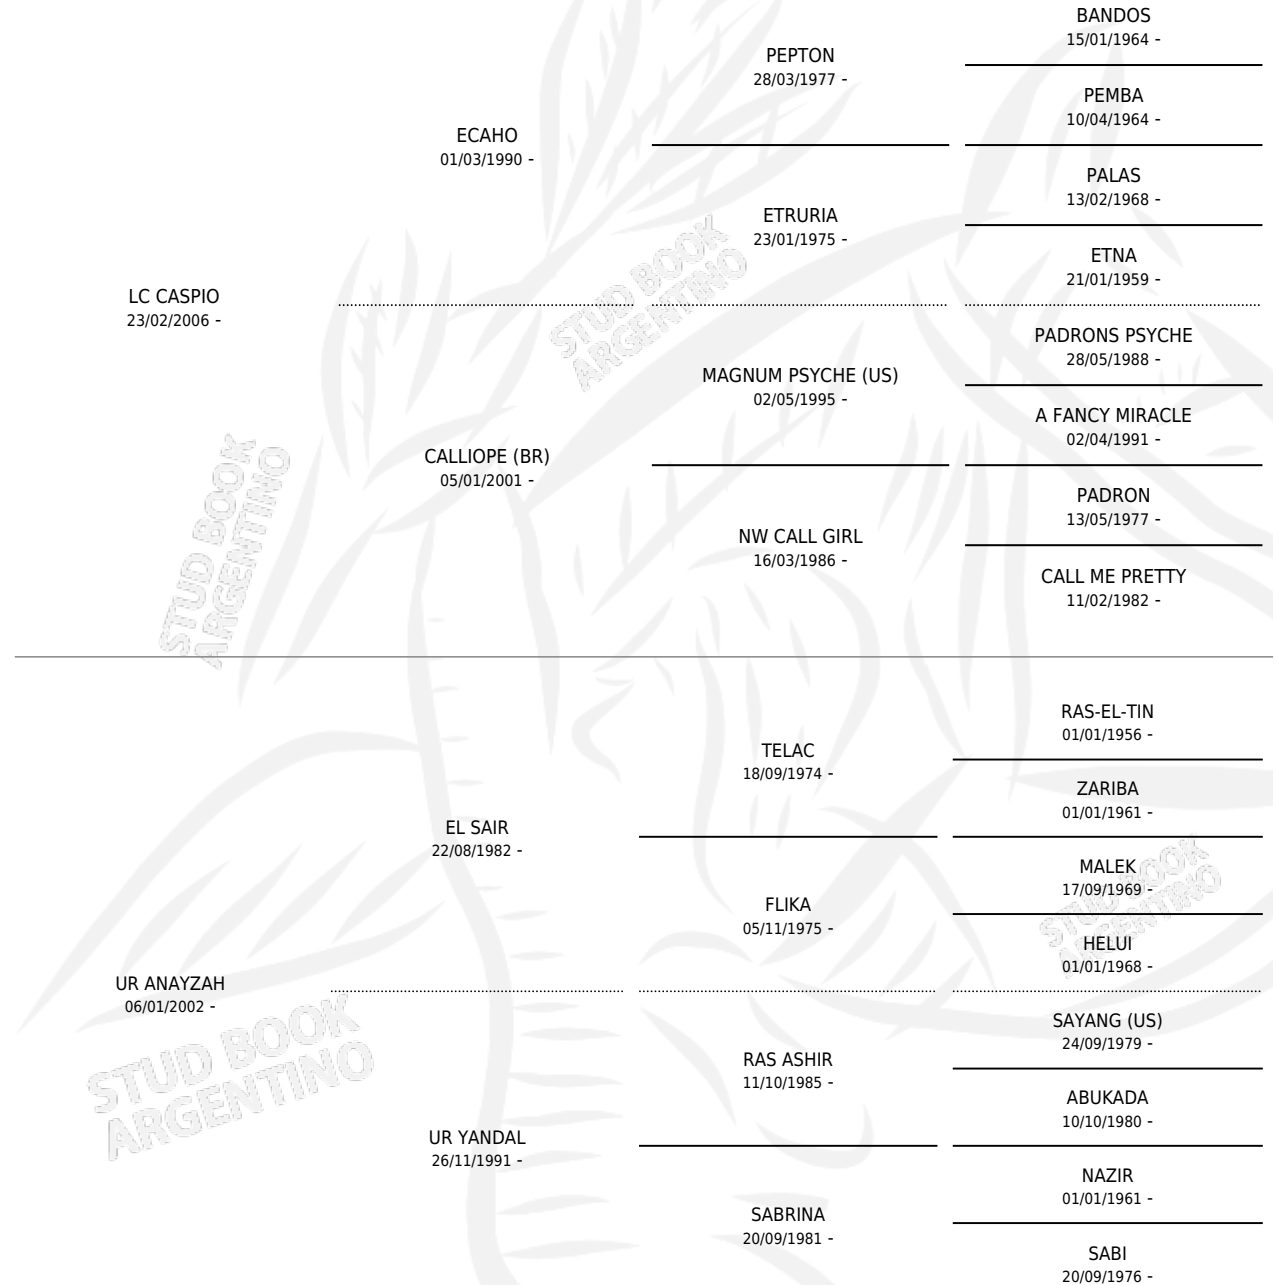 BANDOS
15/01/1964 -
PEPTON
28/03/1977 -
PEMBA
10/04/1964 -
ECAHO
01/03/1990 -
PALAS
13/02/1968 -
ETRURIA
23/01/1975 -
ETNA
21/01/1959 -
LC CASPIO
23/02/2006 -
PADRONS PSYCHE
28/05/1988 -
MAGNUM PSYCHE (US)
02/05/1995 -
A FANCY MIRACLE
02/04/1991 -
CALLIOPE (BR)
05/01/2001 -
PADRON
13/05/1977 -
NW CALL GIRL
16/03/1986 -
CALL ME PRETTY
11/02/1982 -
RAS-EL-TIN
01/01/1956 -
TELAC
18/09/1974 -
ZARIBA
01/01/1961 -
EL SAIR
22/08/1982 -
MALEK
17/09/1969 -
FLIKA
05/11/1975 -
HELUI
01/01/1968 -
UR ANAYZAH
06/01/2002 -
SAYANG (US)
24/09/1979 -
RAS ASHIR
11/10/1985 -
ABUKADA
10/10/1980 -
UR YANDAL
26/11/1991 -
NAZIR
01/01/1961 -
SABRINA
20/09/1981 -
SABI
20/09/1976 -
STUD BOOK
ARGENTINO
STUD BOOK
ARGENTINO
STUD BOOK
ARGENTINO
STUD BOOK
ARGENTINO